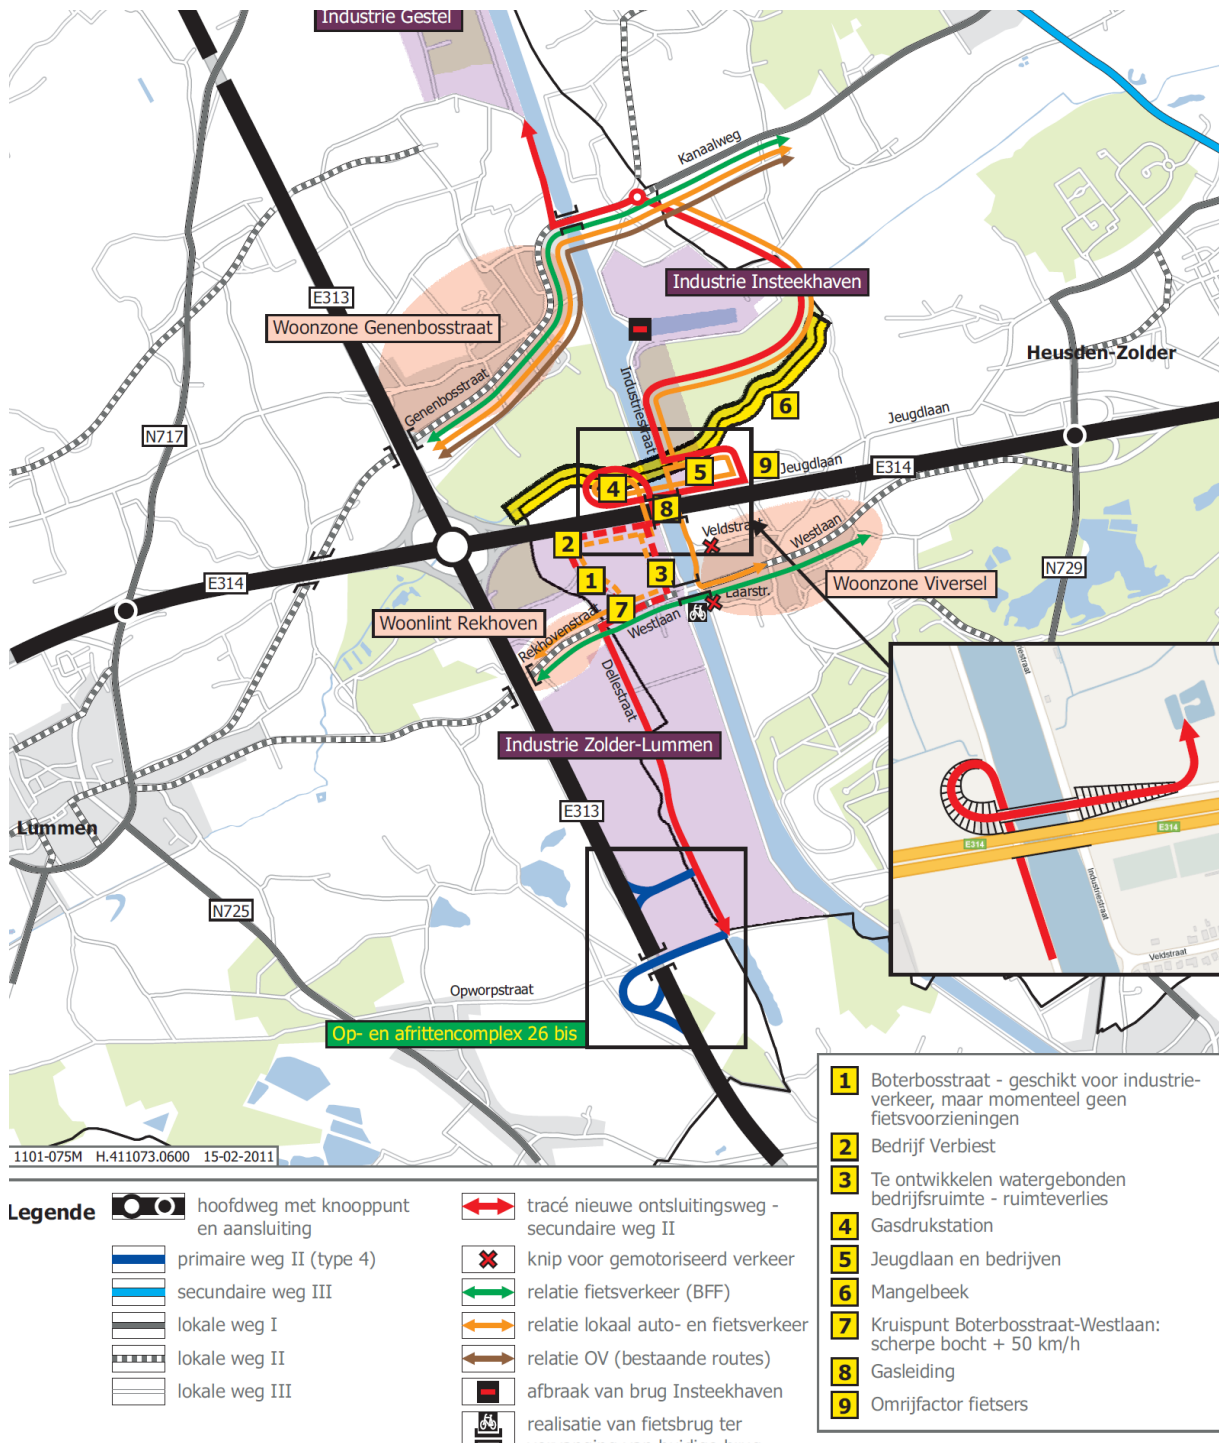 Industrie Gestel
Kanaalweg
E313
Industrie Insteekhaven
Woonzone Genenbosstraat
Heusden-Zolder
Genenbosstraat
Industriestraat
6
Jeugdlaan
N717
Jeugdlaan
E314
9
5
4
8
Veldstraat
Westlaan
2
3
1
E314
N729
Woonzone Viversel
Laarstr.
7
Woonlint Rekhoven
Rekhovenstraat
Westlaan
Dellestraat
Industrie Zolder-Lummen
E313
Lummen
N725
Industriestraat
E314
E314
Veldstraat
Opworpstraat
Op- en afrittencomplex 26 bis
1101-075M H.411073.0600 15-02-2011
Legende
hoofdweg met knooppunt
en aansluiting
primaire weg II (type 4)
secundaire weg III
lokale weg I
lokale weg II
lokale weg III
tracé nieuwe ontsluitingsweg -
secundaire weg II
knip voor gemotoriseerd verkeer
relatie fietsverkeer (BFF)
relatie lokaal auto- en fietsverkeer
relatie OV (bestaande routes)
afbraak van brug Insteekhaven
realisatie van fietsbrug ter
1 Boterbosstraat - geschikt voor industrie-
verkeer, maar momenteel geen
fietsvoorzieningen
2 Bedrijf Verbiest
3 Te ontwikkelen watergebonden
bedrijfsruimte - ruimteverlies
4 Gasdrukstation
5 Jeugdlaan en bedrijven
6 Mangelbeek
7 Kruispunt Boterbosstraat-Westlaan:
scherpe bocht + 50 km/h
8 Gasleiding
9 Omrijfactor fietsers